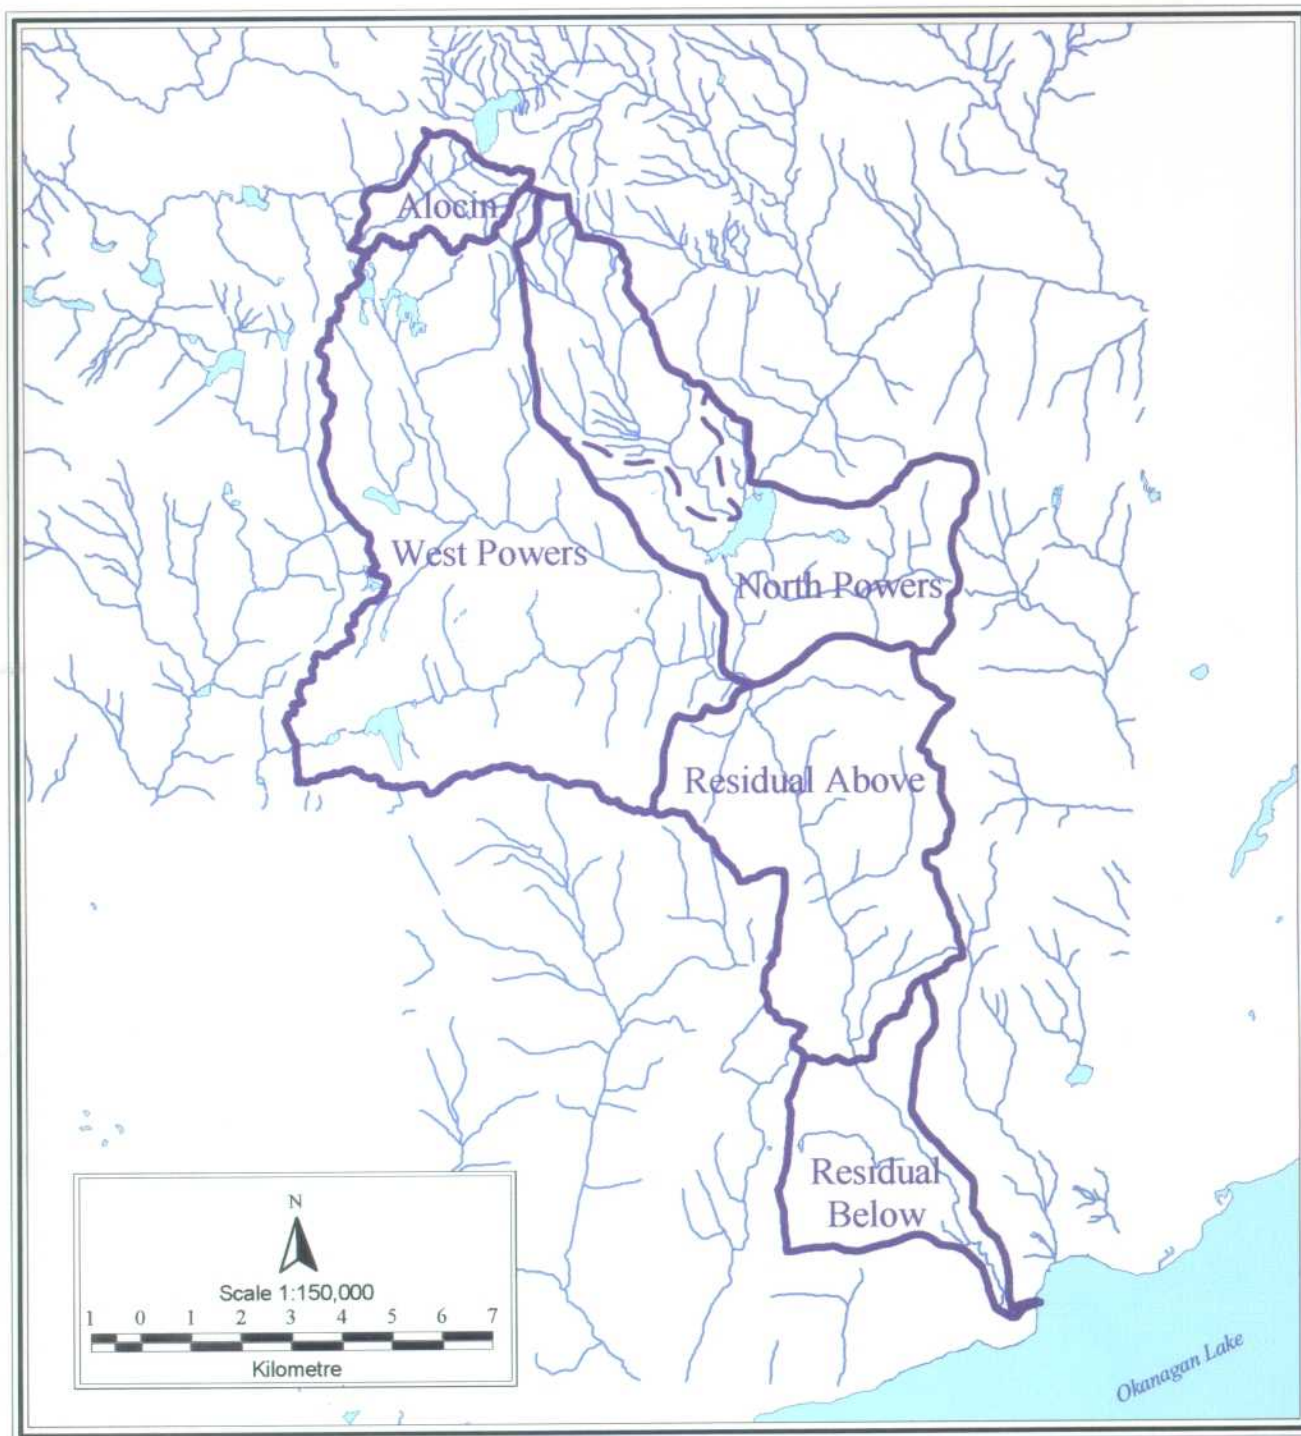 Alocin
West Powers
North Powers
Residual Above
Residual
Below
N
Scale 1:150,000
1 0 1 2 3 4 5 6 7
Kilometre
Okanagan Lake